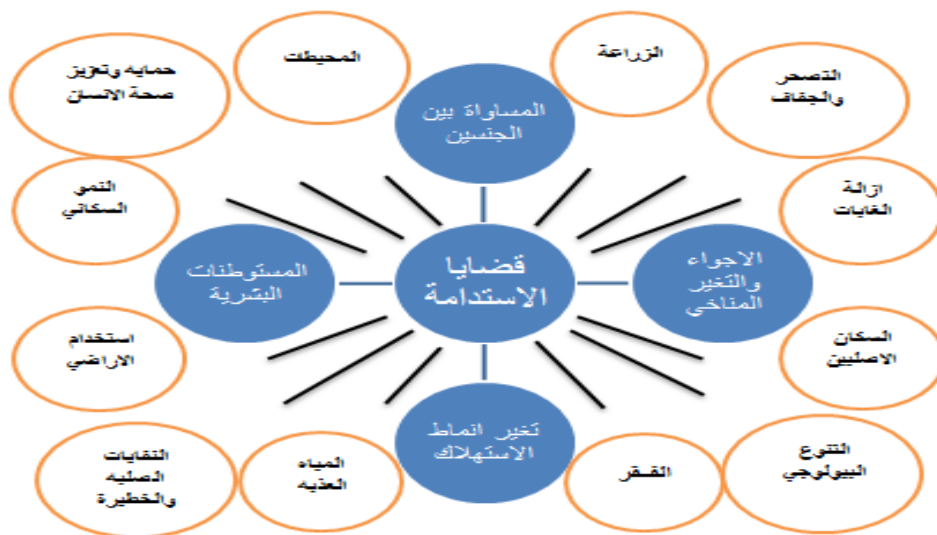 الزراعة
المحيطات
حمايه وتعزيز
صحة الانسان
التصحر
والجفاف
المساواة بين
الجنسين
ازالة
الغابات
النمو
السكاني
الاجواء
والتغير
المناخي
قضايا
الاستدامة
المستوطنات
البشرية
السكان
الاصليين
استخدام
الاراضي
تغير انماط
الاستهلاك
التنوع
البيولوجي
الفقر
المياه
العذبه
النفايات
الصلبه
والخطيرة